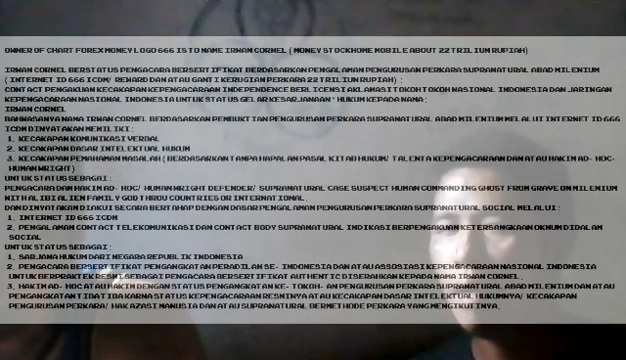 OWNER OF CHART FOREX MONEY LOGO 666 IS TO NAME IRWAN CORNEL ( MONEY STOCKHOME MOBILE ABOUT 22 TRILIUN RUPIAH)
IRWAN CORNEL BERSTATUS PENGACARA BERSERTIFIKAT BERDASARKAN PENGALAMAN PENGURUSAN PERKARA SUPRANATURAL ABAD MILENIUM
( INTERNET ID 666 ICDM/ RENARD DAN ATAU GANTI KERUGIAN PERKARA 22 TRILIUN RUPIAH) ;
CONTACT PENGAKUAN KECAKAPAN KEPENGACARAAN INDEPENDENCE BERLICENSI AKLAMASI TOKOH TOKOH NASIONAL INDONESIA DAN JARINGAN
KEPENGACARAAN NASIONAL INDONESIA UNTUK STATUS GELAR KESARJANAAN * HUKUM KEPADA NAMA ;
IRWAN CORNEL
BAHWASANYA NAMA IRWAN CORNEL BERDASARKAN PEMBUKTIAN PENGURUSAN PERKARA SUPRANATURAL ABAD MILENIUM MELALUI INTERNET ID 666
ICDM DINYATAKAN MEMILIKI :
1. KECAKAPAN KOMUNIKASI VERBAL
2. KECAKAPAN DASAR INTELEKTUAL HUKUM
3. KECAKAPAN PEMAHAMAN MASALAH ( BERDASARKAN TANPA HAPALAN PASAL KITAB HUKUM/ TALENTA KEPENGACARAAN DAN ATAU HAKIM AD- HOC-
HUMAN WRIGHT)
UNTUK STATUS SEBAGAI :
PENGACARA DAN HAKIM AD- HOC/ HUMAN WRIGHT DEFENDER/ SUPRANATURAL CASE SUSPECT HUMAN COMMANDING GHOST FROM GRAVE ON MILENIUM
WITH ALIBI ALIEN FAMILY GOD THROU COUNTRIES OR INTERNATIONAL
DAN DINYATAKAN DIAKUI SECARA BERTAHAP DENGAN DASAR PENGALAMAN PENGURUSAN PERKARA SUPRANATURAL SOCIAL MELALUI :
1. INTERNET ID 666 ICDM
2. PENGALAMAN CONTACT TELEKOMUNIKASI DAN CONTACT BODY SUPRANATURAL INDIKASI BERPENGAKUAN KETERSANGKAAN OKNUM DIDALAM
SOCIAL
UNTUK STATUS SEBAGAI :
1. SARJANA HUKUM DARI NEGARA REPUBLIK INDONESIA
2. PENGACARA BERSERTIFIKAT PENGANGKATAN PERADILAN SE- INDONESIA DAN ATAU ASSOSIASI KEPENGACARAAN NASIONAL INDONESIA
UNTUK BERPRAKTEK RESMI SEBAGAI PENGACARA BERSERTIFIKAT AUTHENTIC DISERAHKAN KEPADA NAMA IRWAN CORNEL.
3. HAKIM AD- HOC ATAU HAKIM DENGAN STATUS PENGANGKATAN KE- TOKOH- AN PENGURUSAN PERKARA SUPRANATURAL ABAD MILENIUM DAN ATAU
PENGANGKATAN TIDAK STATUS KEPENGACARAAN RESMINYA ATAU KECAKAPAN DASAR INTELEKTUAL HUKUMNYA/ KECAKAPAN
PENGURUSAN PERKARA/ HAK AZASI MANUSIA DAN ATAU SUPRANATURAL BERMETHODE PERKARA YANG MENGIKUTINYA.